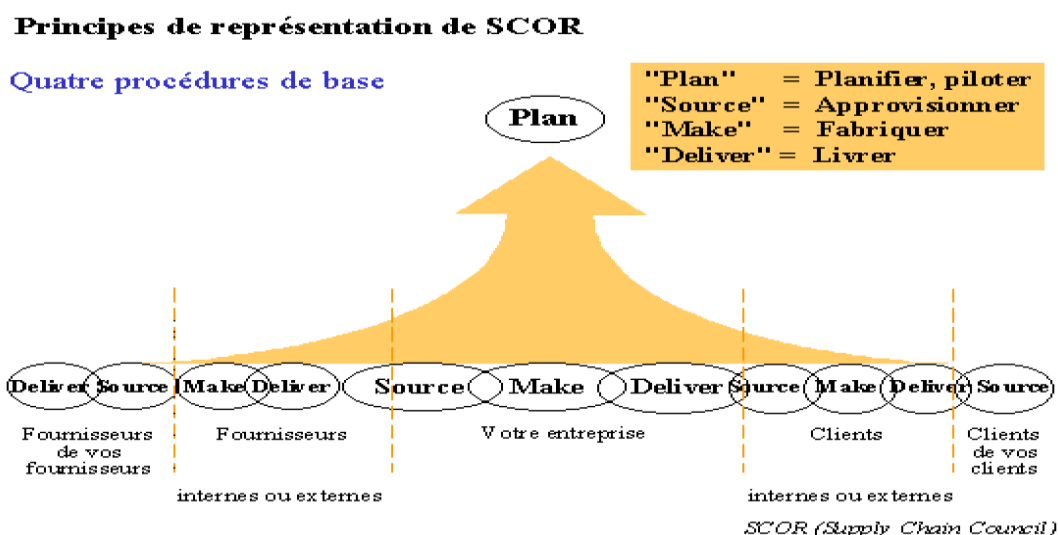 Principes de représentation de SCOR
Quatre procédures de base
"Plan" = Planifier, piloter
"Source" = Approvisionner
"Make" = Fabriquer
"Deliver" = Livrer
Plan
Deliver Source Make Deliver Source Make Deliver Source Make Deliver Source
Fournisseurs de vos fournisseurs
Fournisseurs
Votre entreprise
Clients
Clients de vos clients
internes ou externes
internes ou externes
SCOR (Supply Chain Council)